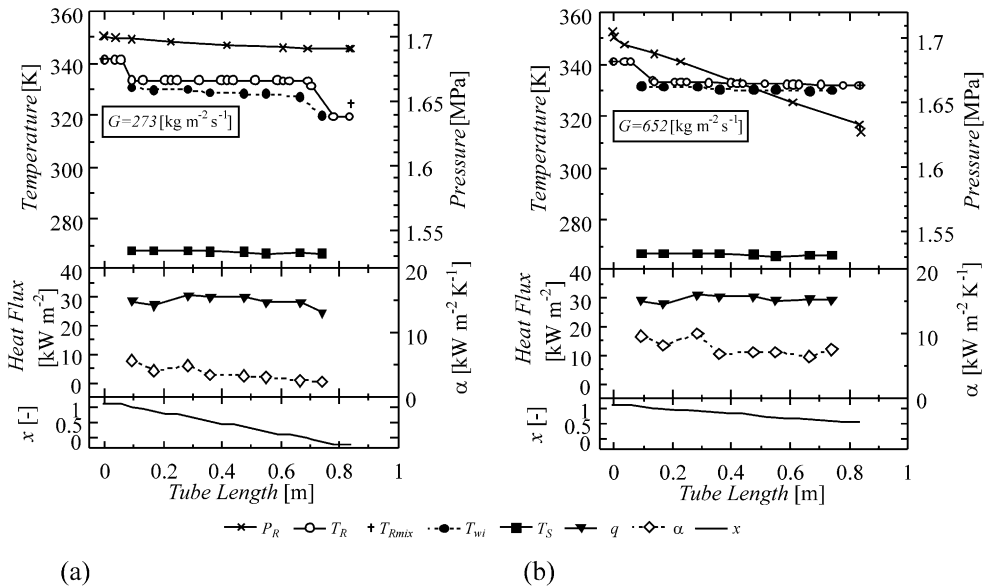 360
340
320
300
280
260
Temperature [K]
1.7
1.65
1.6
1.55
Pressure [MPa]
G=273 [kg m-2 s-1]
40
30
20
10
0
Heat Flux
[kW m-2]
20
10
0
α [kW m-2 K-1]
1
0.5
0
x [-]
0 0.2 0.4 0.6 0.8 1
Tube Length [m]
360
340
320
300
280
Temperature [K]
1.7
1.65
1.6
1.55
Pressure [MPa]
G=652 [kg m-2 s-1]
40
30
20
10
0
Heat Flux
[kW m-2]
20
10
0
α [kW m-2 K-1]
1
0.5
0
x [-]
0 0.2 0.4 0.6 0.8 1
Tube Length [m]
PR TR TRmix Twi TS q α x
(a) (b)